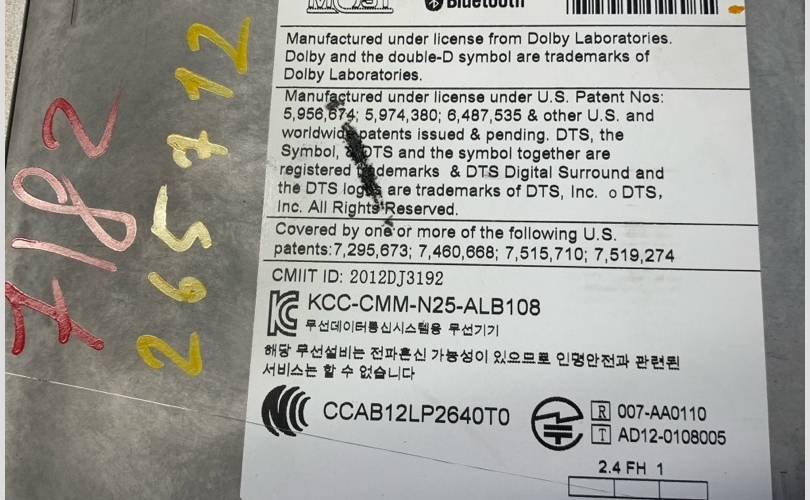 MOST
Bluetooth
Manufactured under license from Dolby Laboratories.
Dolby and the double-D symbol are trademarks of
Dolby Laboratories.
Manufactured under license under U.S. Patent Nos:
5,956,674; 5,974,380; 6,487,535 & other U.S. and
worldwide patents issued & pending. DTS, the
Symbol, & DTS and the symbol together are
registered trademarks & DTS Digital Surround and
the DTS logos are trademarks of DTS, Inc. o DTS,
Inc. All Rights Reserved.
Covered by one or more of the following U.S.
patents:7,295,673; 7,460,668; 7,515,710; 7,519,274
CMIIT ID: 2012DJ3192
KCC-CMM-N25-ALB108
무선데이터통신시스템용 무선기기
해당 무선설비는 전파혼신 가능성이 있으므로 인명안전과 관련된
서비스는 할 수 없습니다
CCAB12LP2640T0
R 007-AA0110
T AD12-0108005
2.4 FH 1
7182
265712